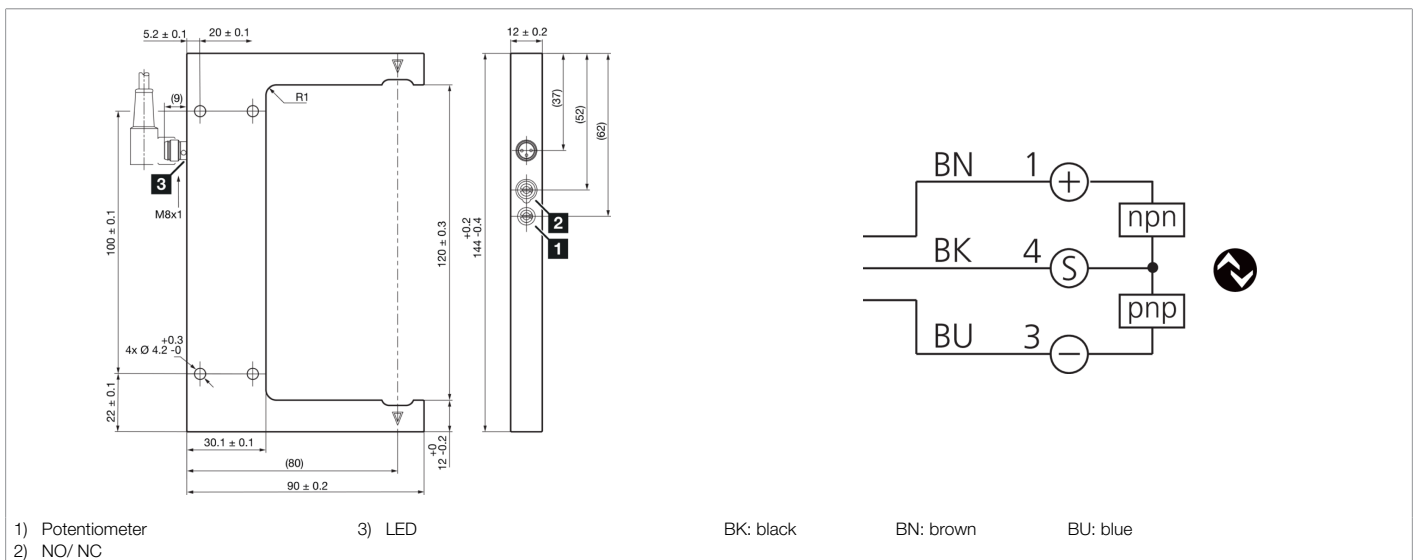 5.2 ± 0.1
20 ± 0.1
12 ± 0.2
(9)
R1
(37)
(52)
(62)
3
M8x1
2
1
100 ± 0.1
120 ± 0.3
+0.2
144 -0.4
+0.3
4x Ø 4.2 -0
22 ± 0.1
30.1 ± 0.1
+0
12 -0.2
(80)
90 ± 0.2
BN 1 +
npn
BK 4 S
pnp
BU 3 −
1) Potentiometer 3) LED BK: black BN: brown BU: blue
2) NO/ NC